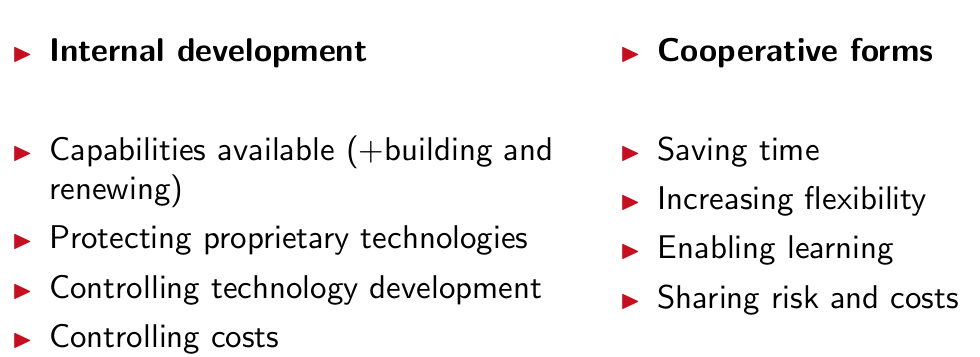 Internal development
Capabilities available (+building and
renewing)
Protecting proprietary technologies
Controlling technology development
Controlling costs
Cooperative forms
Saving time
Increasing flexibility
Enabling learning
Sharing risk and costs